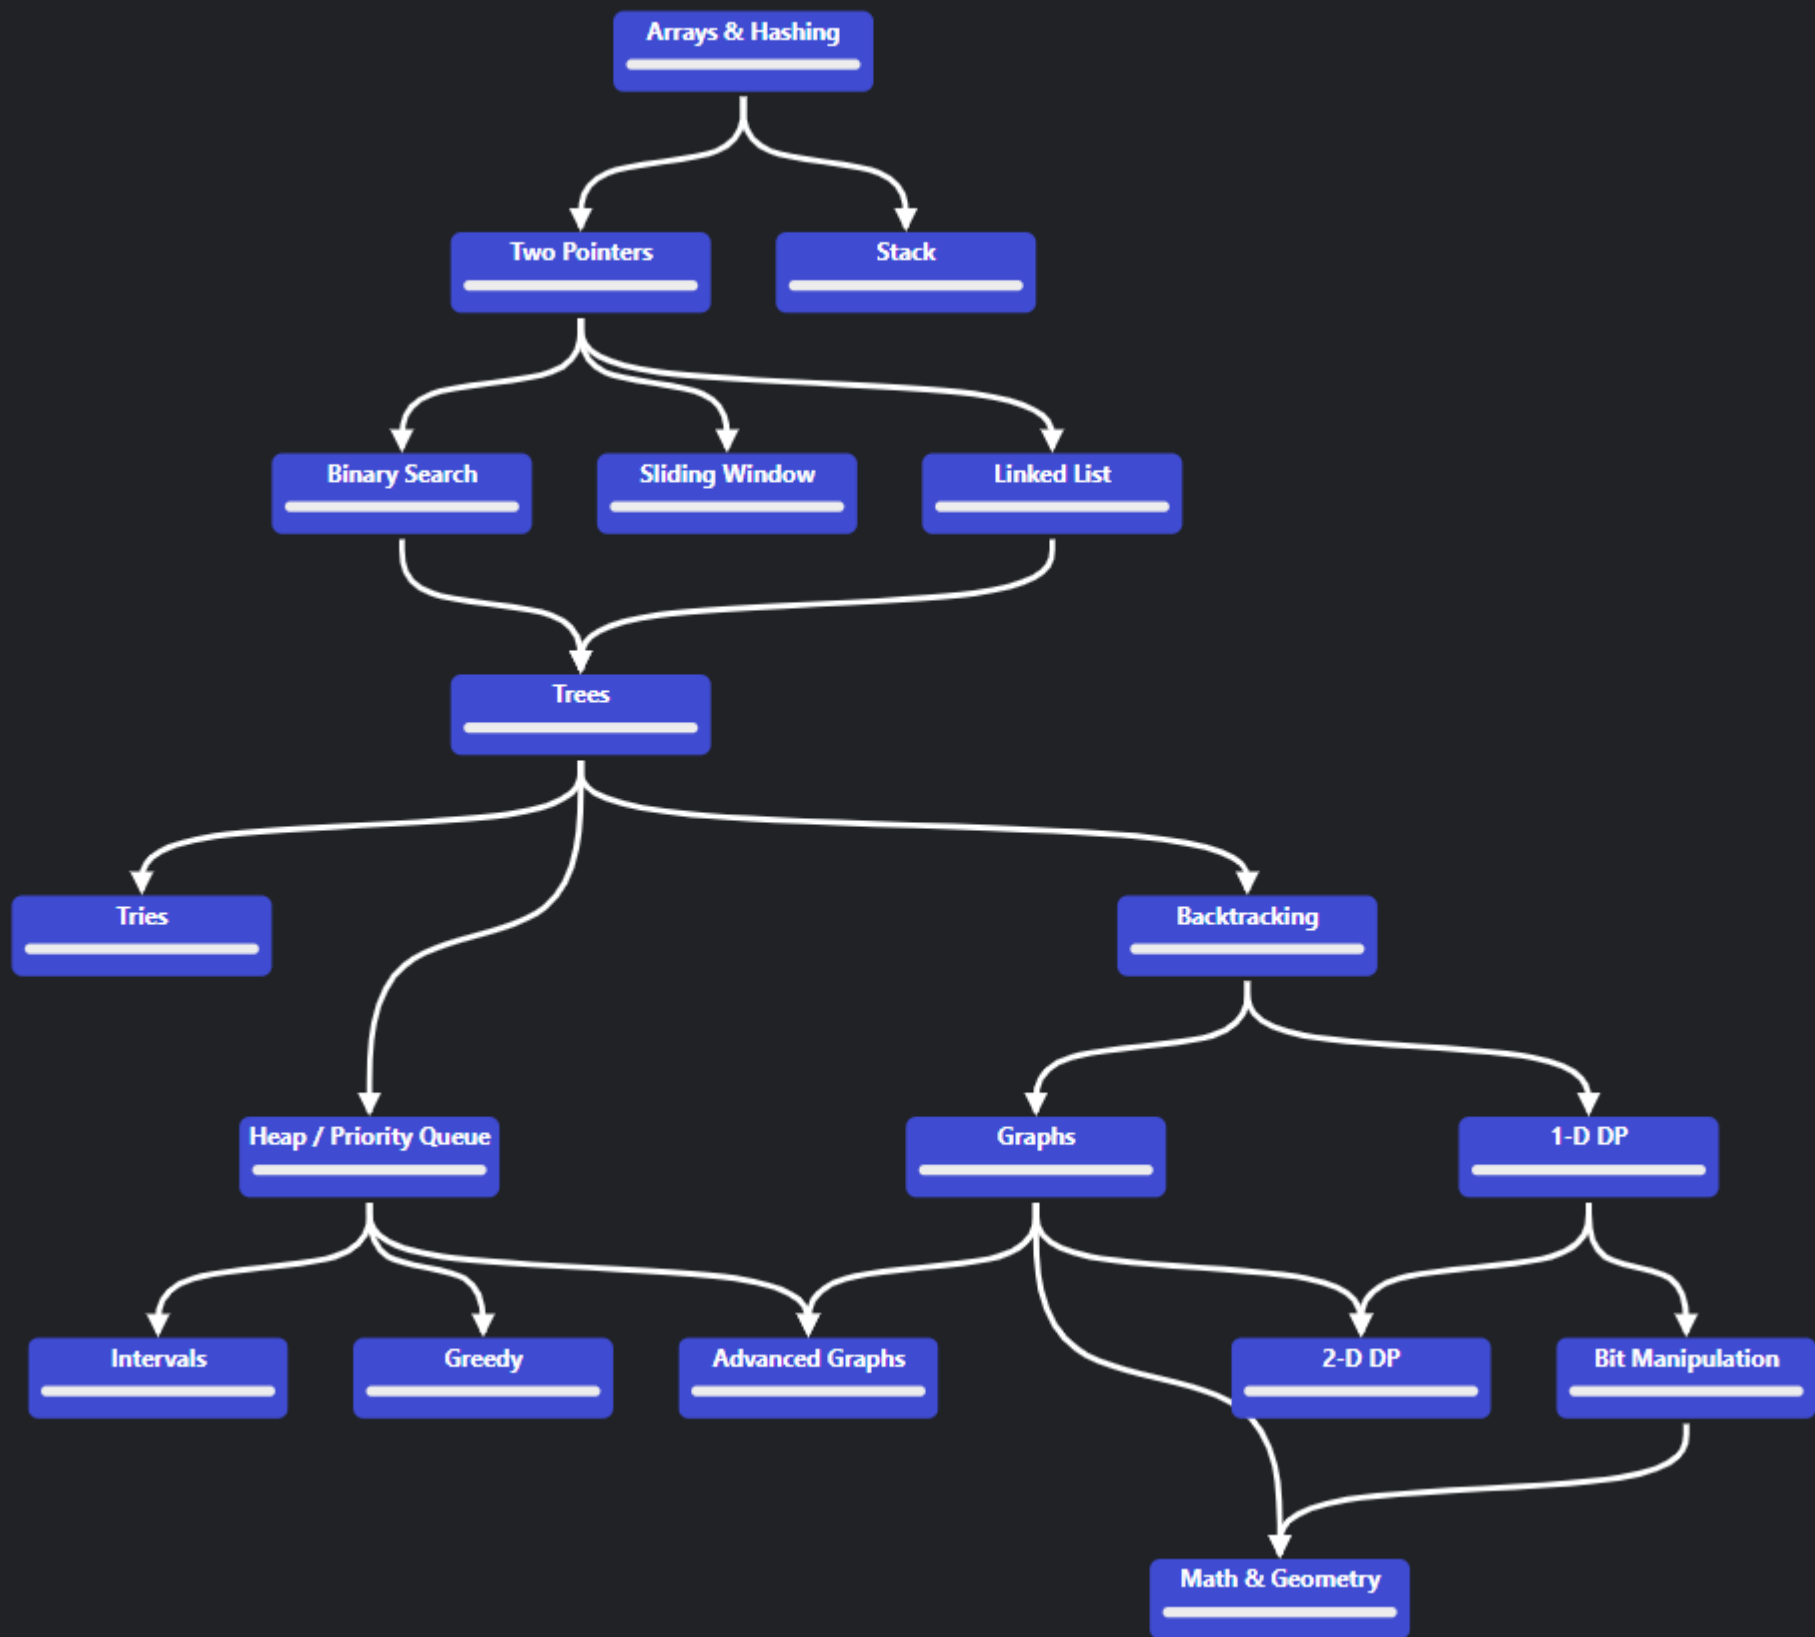 Arrays & Hashing
Two Pointers
Stack
Binary Search
Sliding Window
Linked List
Trees
Tries
Backtracking
Heap / Priority Queue
Graphs
1-D DP
Intervals
Greedy
Advanced Graphs
2-D DP
Bit Manipulation
Math & Geometry